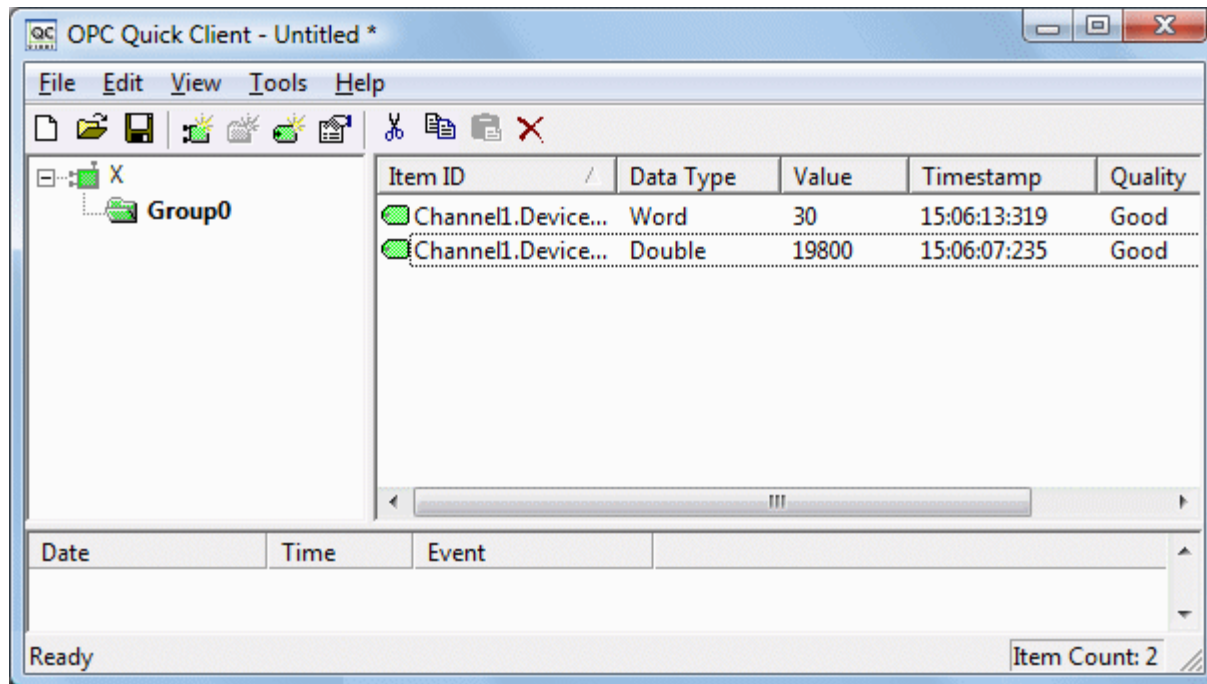 OPC Quick Client - Untitled *
File Edit View Tools Help
X
Group0
Item ID Data Type Value Timestamp Quality
Channel1.Device... Word 30 15:06:13:319 Good
Channel1.Device... Double 19800 15:06:07:235 Good
Date Time Event
Ready Item Count: 2